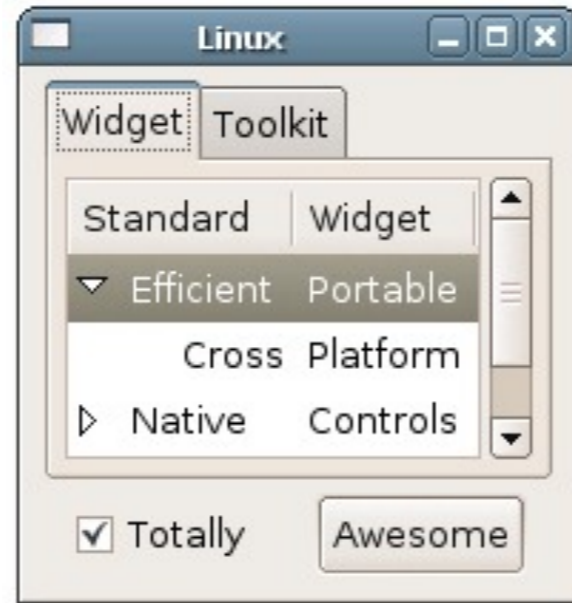 Linux
Widget Toolkit
Standard Widget
Efficient Portable
Cross Platform
Native Controls
Totally Awesome